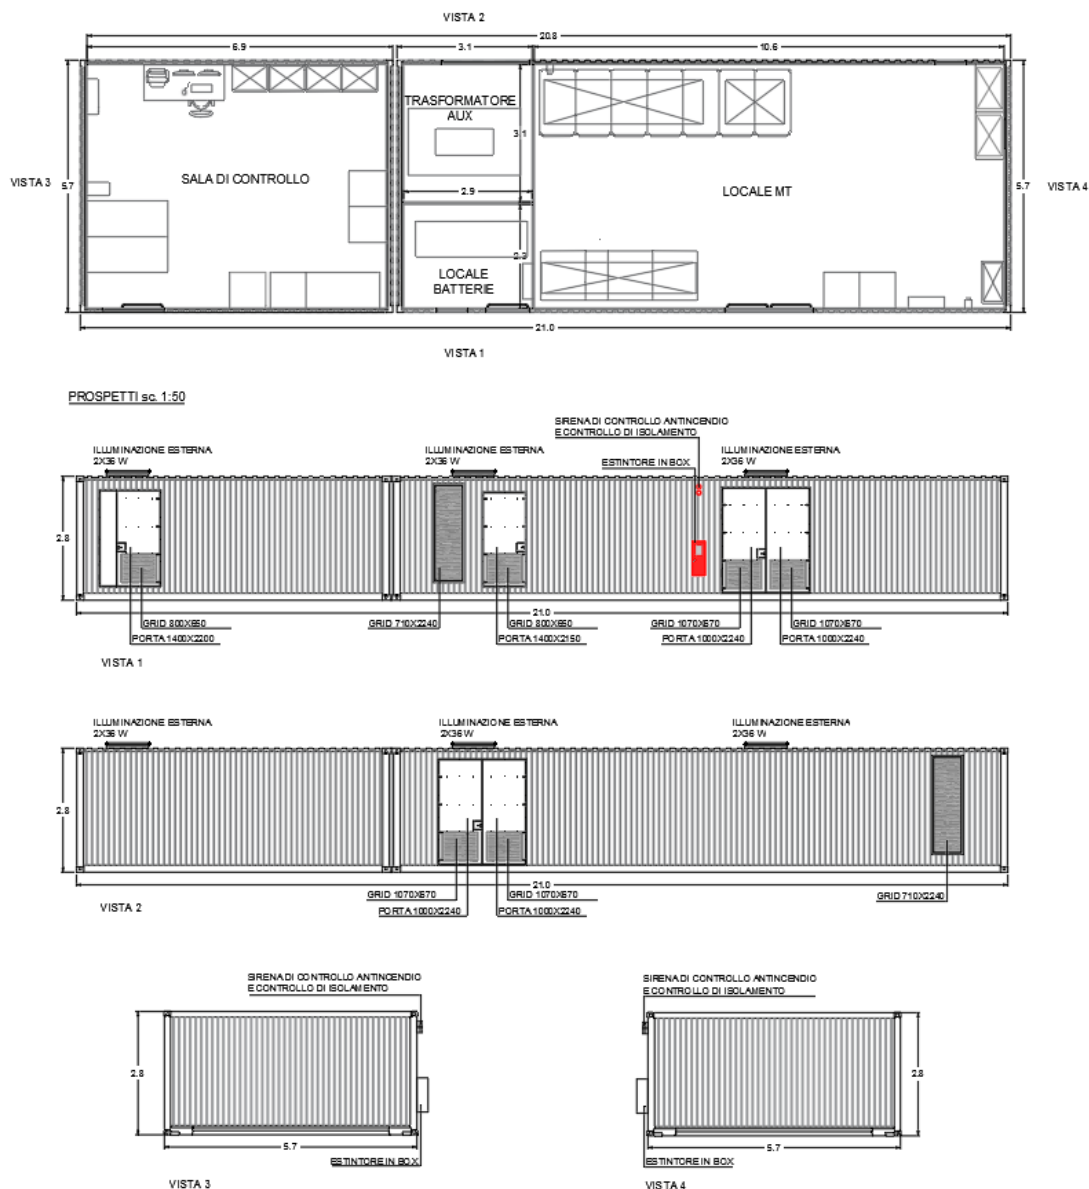 VISTA 2
20.8
6.9
3.1
10.6
TRASFORMATORE
AUX
3.1
SALA DI CONTROLLO
LOCALE MT
VISTA 3
5.7
2.9
5.7
VISTA 4
2.3
LOCALE
BATTERIE
21.0
VISTA 1
PROSPETTI sc. 1:50
SIRENA DI CONTROLLO ANTINCENDIO
E CONTROLLO DI ISOLAMENTO
ILLUMINAZIONE ESTERNA
2X36 W
ILLUMINAZIONE ESTERNA
2X36 W
ESTINTORE IN BOX
ILLUMINAZIONE ESTERNA
2X36 W
2.8
21.0
GRID 800X650
PORTA 1400X2200
GRID 710X2240
GRID 800X650
PORTA 1400X2150
GRID 1070X670
PORTA 1000X2240
GRID 1070X670
PORTA 1000X2240
VISTA 1
ILLUMINAZIONE ESTERNA
2X36 W
ILLUMINAZIONE ESTERNA
2X36 W
ILLUMINAZIONE ESTERNA
2X36 W
2.8
21.0
GRID 1070X670
PORTA 1000X2240
GRID 1070X670
PORTA 1000X2240
GRID 710X2240
VISTA 2
SIRENA DI CONTROLLO ANTINCENDIO
E CONTROLLO DI ISOLAMENTO
2.8
5.7
ESTINTORE IN BOX
VISTA 3
SIRENA DI CONTROLLO ANTINCENDIO
E CONTROLLO DI ISOLAMENTO
2.8
5.7
ESTINTORE IN BOX
VISTA 4